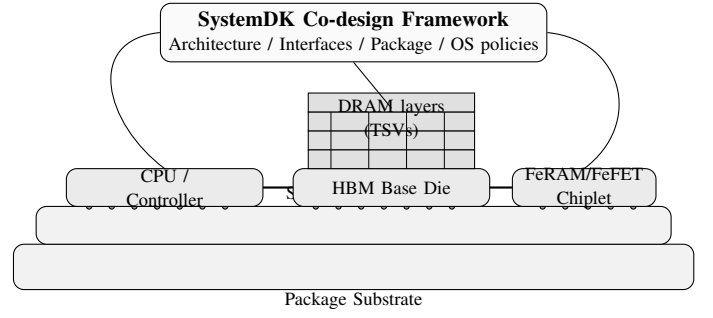 SystemDK Co-design Framework
Architecture / Interfaces / Package / OS policies
DRAM layers
(TSVs)
CPU /
Controller
HBM Base Die
FeRAM/FeFET
Chiplet
Package Substrate